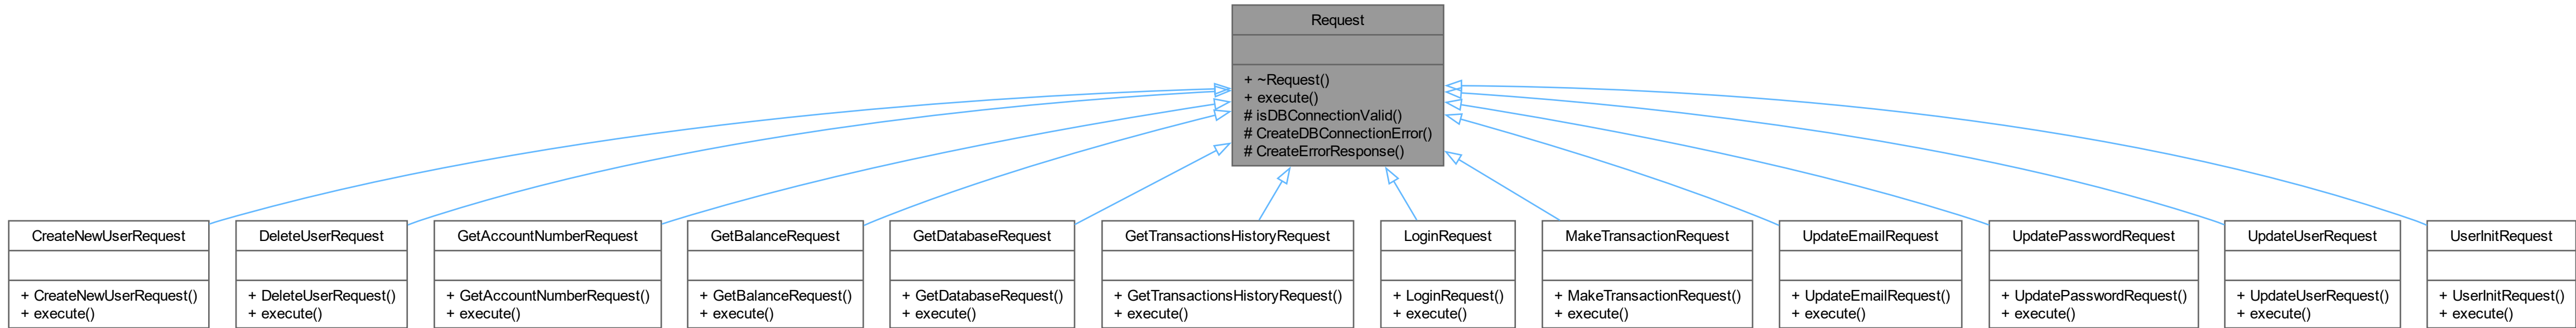 Request
+ ~Request()
+ execute()
# isDBConnectionValid()
# CreateDBConnectionError()
# CreateErrorResponse()
CreateNewUserRequest
+ CreateNewUserRequest()
+ execute()
DeleteUserRequest
+ DeleteUserRequest()
+ execute()
GetAccountNumberRequest
+ GetAccountNumberRequest()
+ execute()
GetBalanceRequest
+ GetBalanceRequest()
+ execute()
GetDatabaseRequest
+ GetDatabaseRequest()
+ execute()
GetTransactionsHistoryRequest
+ GetTransactionsHistoryRequest()
+ execute()
LoginRequest
+ LoginRequest()
+ execute()
MakeTransactionRequest
+ MakeTransactionRequest()
+ execute()
UpdateEmailRequest
+ UpdateEmailRequest()
+ execute()
UpdatePasswordRequest
+ UpdatePasswordRequest()
+ execute()
UpdateUserRequest
+ UpdateUserRequest()
+ execute()
UserInitRequest
+ UserInitRequest()
+ execute()